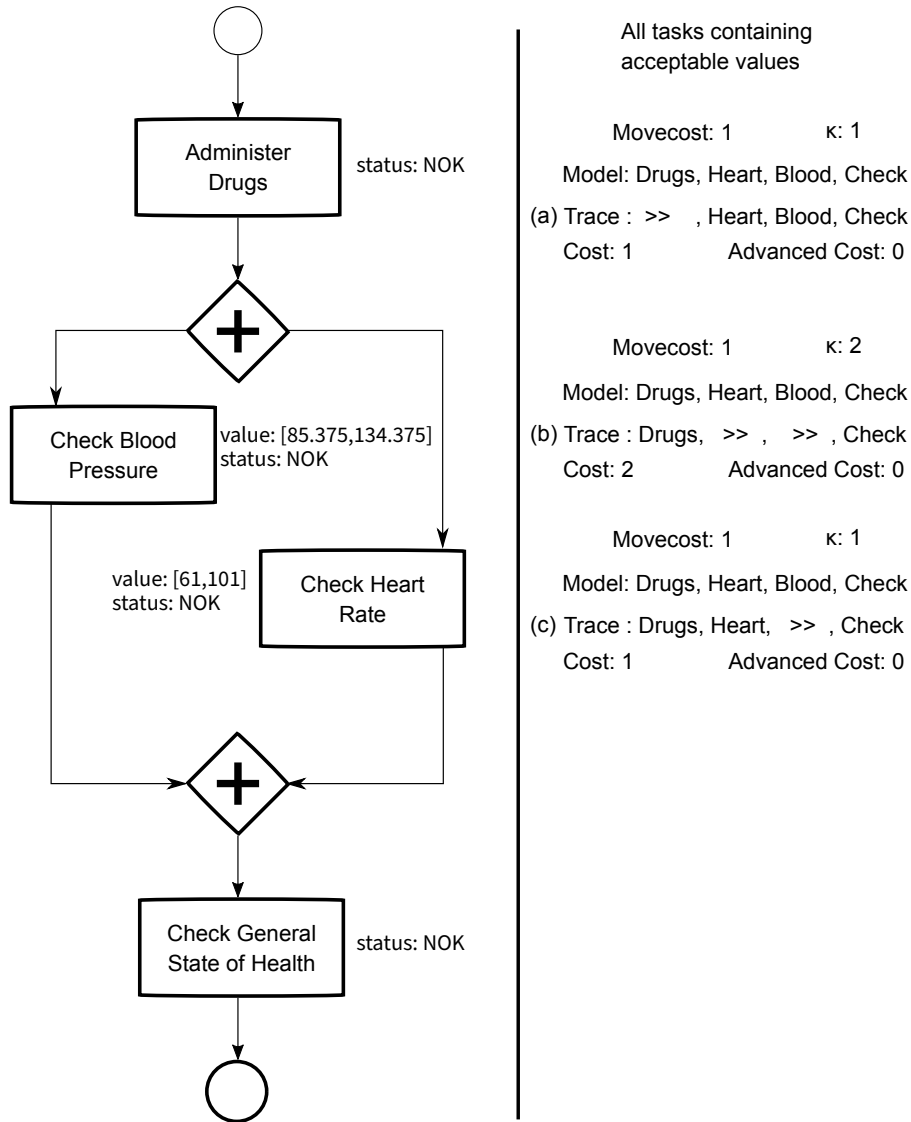 Administer
Drugs
status: NOK
Check Blood
Pressure
value: [85.375,134.375]
status: NOK
value: [61,101]
status: NOK
Check Heart
Rate
Check General
State of Health
status: NOK
All tasks containing
acceptable values
Movecost: 1 κ: 1
Model: Drugs, Heart, Blood, Check
(a) Trace : >> , Heart, Blood, Check
Cost: 1 Advanced Cost: 0
Movecost: 1 κ: 2
Model: Drugs, Heart, Blood, Check
(b) Trace : Drugs, >> , >> , Check
Cost: 2 Advanced Cost: 0
Movecost: 1 κ: 1
Model: Drugs, Heart, Blood, Check
(c) Trace : Drugs, Heart, >> , Check
Cost: 1 Advanced Cost: 0